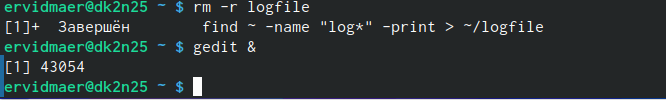 ervidmaer@dk2n25 ~ $ rm -r logfile
[1]+  Завершён        find ~ -name "log*" -print > ~/logfile
ervidmaer@dk2n25 ~ $ gedit &
[1] 43054
ervidmaer@dk2n25 ~ $